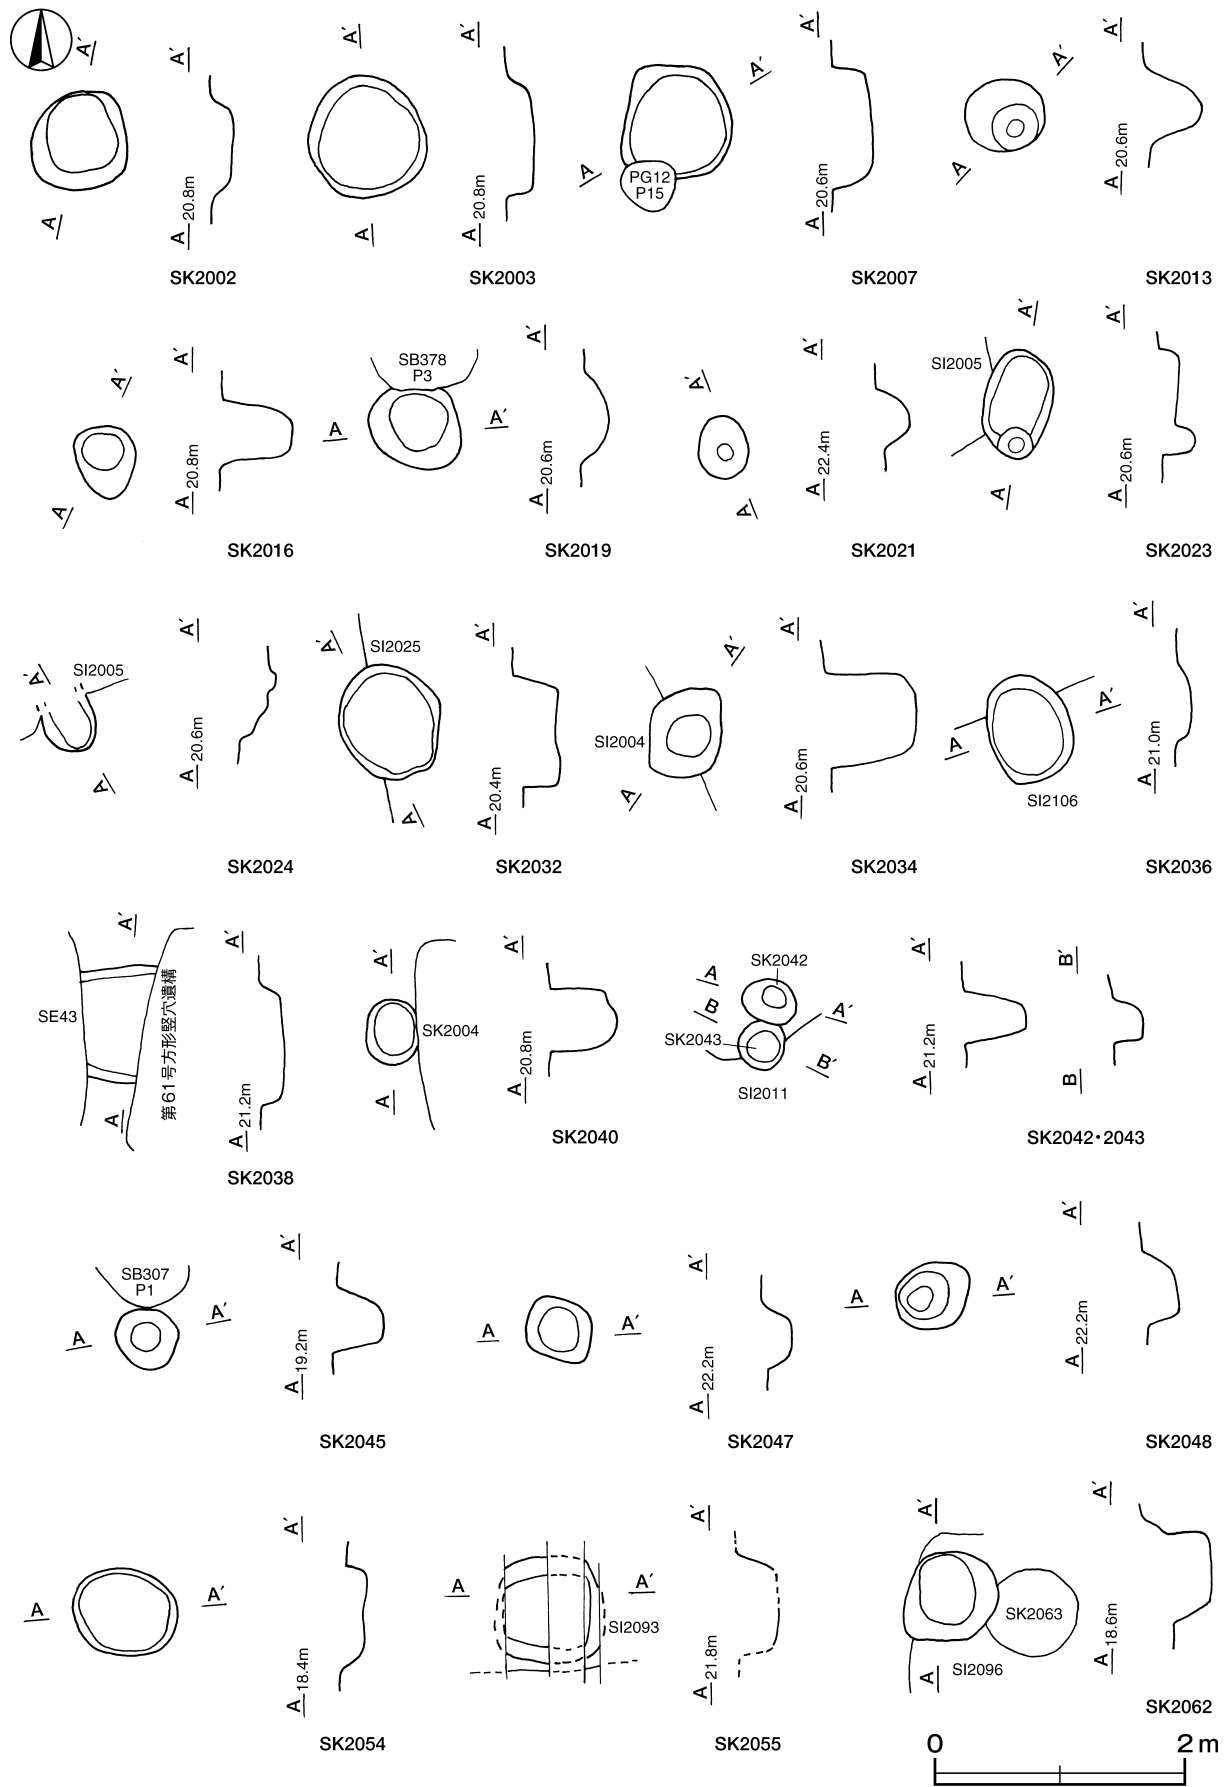 A′ A′ A′ A′ A′ A′ A′ A′
PG12
P15
A A 20.8m A A 20.8m A A 20.6m A A 20.6m
SK2002 SK2003 SK2007 SK2013
A′ A′ A′ A′ A′ A′ A′
SB378
P3
SI2005
A A′
A A 20.8m A 20.6m A A 22.4m A A 20.6m
SK2016 SK2019 SK2021 SK2023
A′ A′ A′ A′ A′ A′ A′
SI2005 SI2025 SI2004 A A′
SI2106
A A 20.6m A A 20.4m A A 20.6m A 21.0m
SK2024 SK2032 SK2034 SK2036
A′ A′ A′ A′ A′ B′
SE43
第61号方形竪穴遺構
SK2004
SK2042
A
B A′
SK2043
B′
SI2011
A A 21.2m A A 20.8m A 21.2m B
SK2038 SK2040 SK2042・2043
SB307
P1
A A′ A′ A A′ A′ A A′ A′
A 19.2m A 22.2m A 22.2m
SK2045 SK2047 SK2048
A A′ A′ A A′ A′ A′ A′
SI2093
SK2063
SI2096
A 18.4m A 21.8m A A 18.6m
SK2054 SK2055 SK2062
0 2m